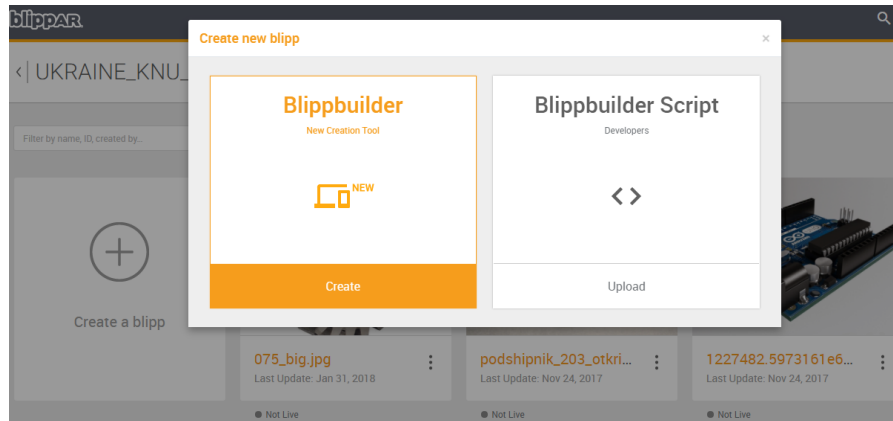 blippAR
Create new blipp
×
<| UKRAINE_KNU_
Blippbuilder
New Creation Tool
NEW
Create
Blippbuilder Script
Developers
< >
Upload
Filter by name, ID, created by...
Create a blipp
075_big.jpg
Last Update: Jan 31, 2018
Not Live
podshipnik_203_otkri...
Last Update: Nov 24, 2017
Not Live
1227482.5973161e6...
Last Update: Nov 24, 2017
Not Live